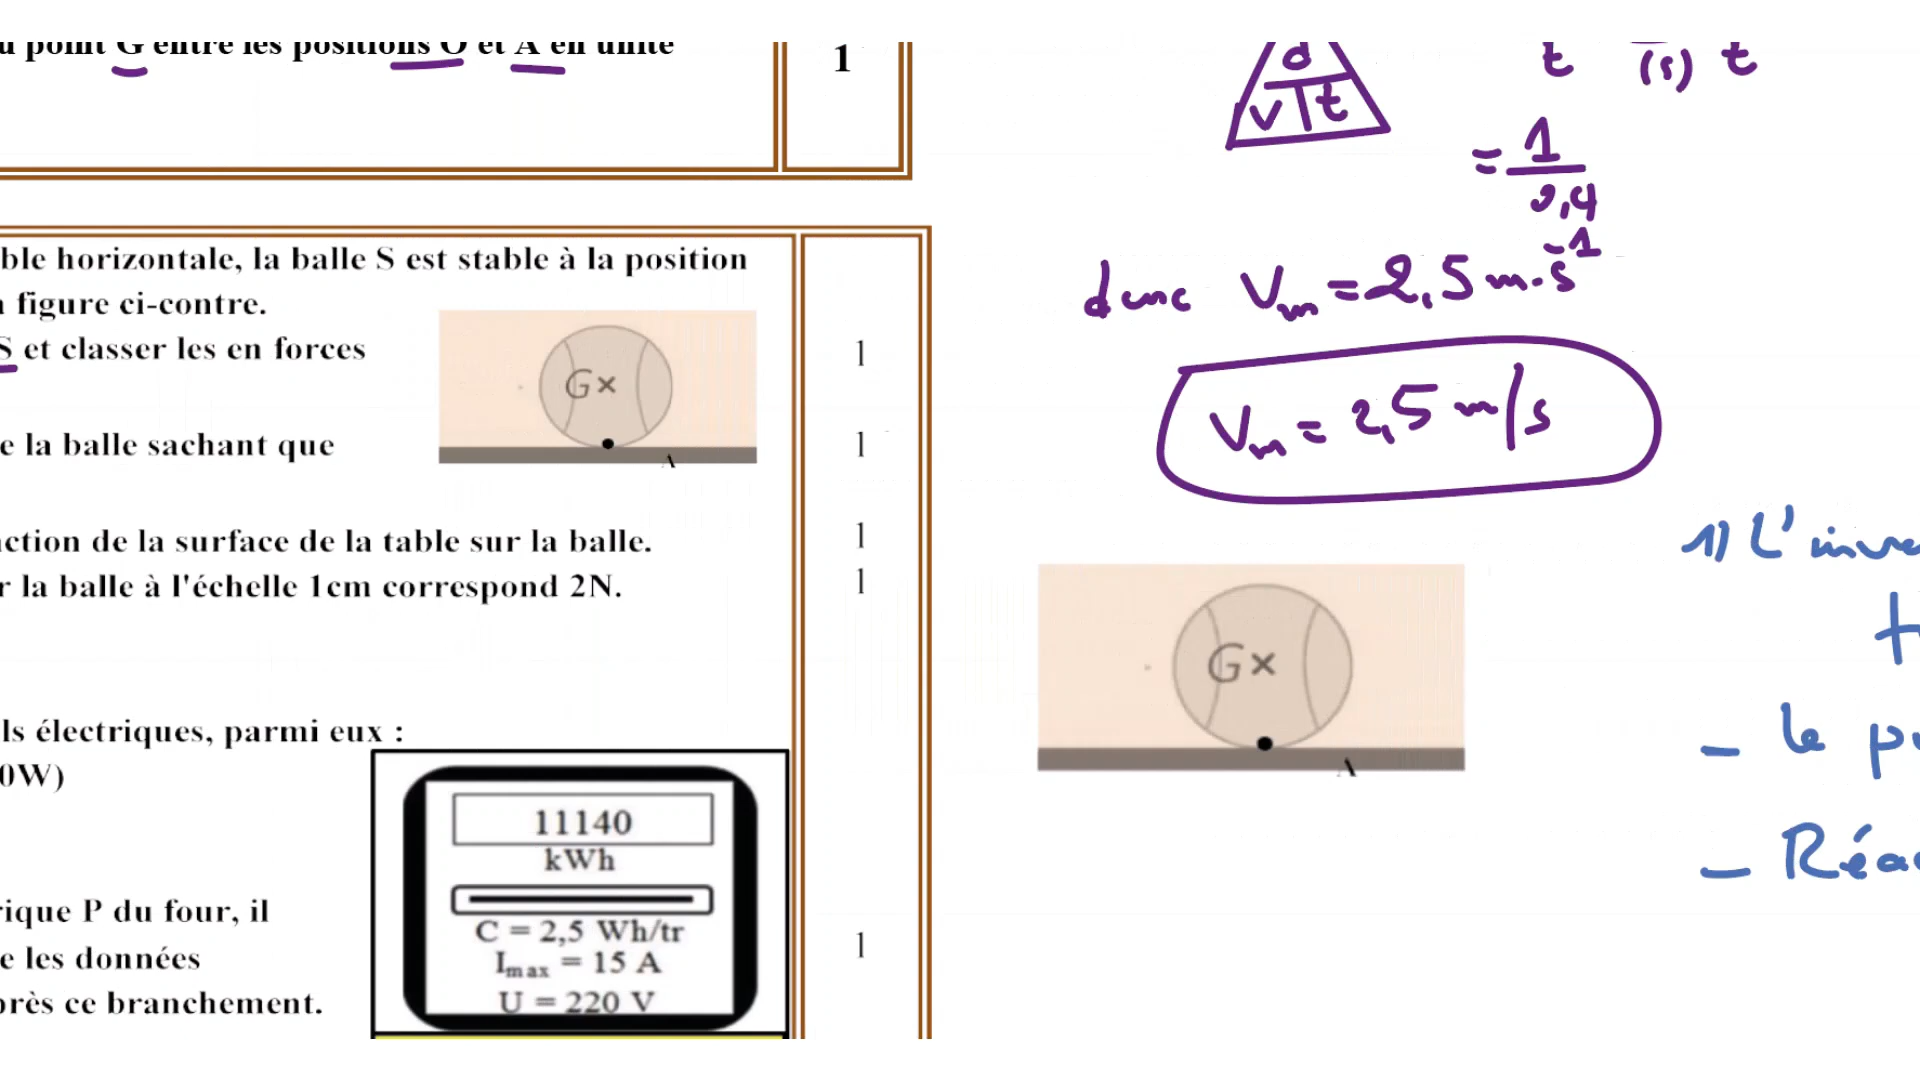 point G entre les positions O et A en unité
1
ble horizontale, la balle S est stable à la position
figure ci-contre.
S et classer les en forces
1
G×
e la balle sachant que
1
A
ction de la surface de la table sur la balle.
1
r la balle à l'échelle 1cm correspond 2N.
1
ls électriques, parmi eux :
0W)
11140
kWh
C = 2,5 Wh/tr
Imax = 15 A
U = 220 V
rique P du four, il
e les données
1
près ce branchement.
d
V t
t (s) t
= 1
0,4
donc Vm = 2,5 m·s-1
Vm = 2,5 m/s
G×
A
1) L'inve
- le p
- Réac